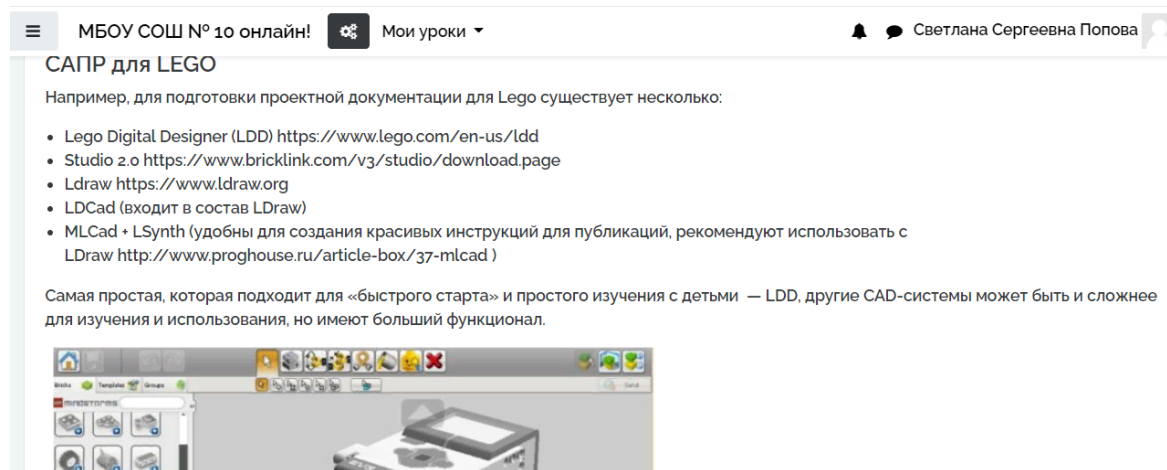 МБОУ СОШ № 10 онлайн! Мои уроки Светлана Сергеевна Попова
САПР для LEGO
Например, для подготовки проектной документации для Lego существует несколько:
• Lego Digital Designer (LDD) https://www.lego.com/en-us/ldd
• Studio 2.0 https://www.bricklink.com/v3/studio/download.page
• Ldraw https://www.ldraw.org
• LDCad (входит в состав LDraw)
• MLCad + LSynth (удобны для создания красивых инструкций для публикаций, рекомендуют использовать с
LDraw http://www.proghouse.ru/article-box/37-mlcad )
Самая простая, которая подходит для «быстрого старта» и простого изучения с детьми — LDD, другие CAD-системы может быть и сложнее
для изучения и использования, но имеют больший функционал.
Bricks Templates Groups Send
mindstorms